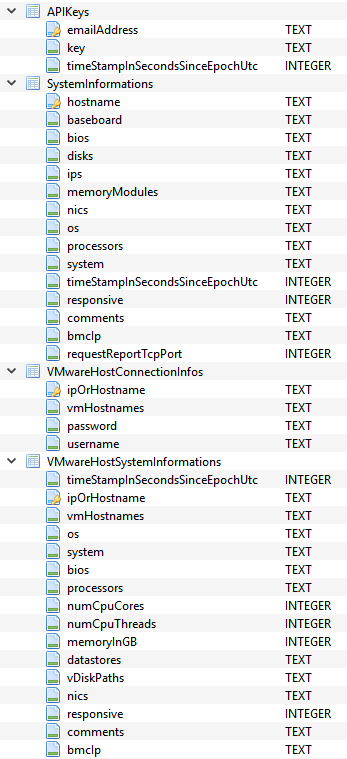 APIKeys
emailAddress TEXT
key TEXT
timeStampInSecondsSinceEpochUtc INTEGER
SystemInformations
hostname TEXT
baseboard TEXT
bios TEXT
disks TEXT
ips TEXT
memoryModules TEXT
nics TEXT
os TEXT
processors TEXT
system TEXT
timeStampInSecondsSinceEpochUtc INTEGER
responsive INTEGER
comments TEXT
bmcIp TEXT
requestReportTcpPort INTEGER
VMwareHostConnectionInfos
ipOrHostname TEXT
vmHostnames TEXT
password TEXT
username TEXT
VMwareHostSystemInformations
timeStampInSecondsSinceEpochUtc INTEGER
ipOrHostname TEXT
vmHostnames TEXT
os TEXT
system TEXT
bios TEXT
processors TEXT
numCpuCores INTEGER
numCpuThreads INTEGER
memoryInGB INTEGER
datastores TEXT
vDiskPaths TEXT
nics TEXT
responsive INTEGER
comments TEXT
bmcIp TEXT